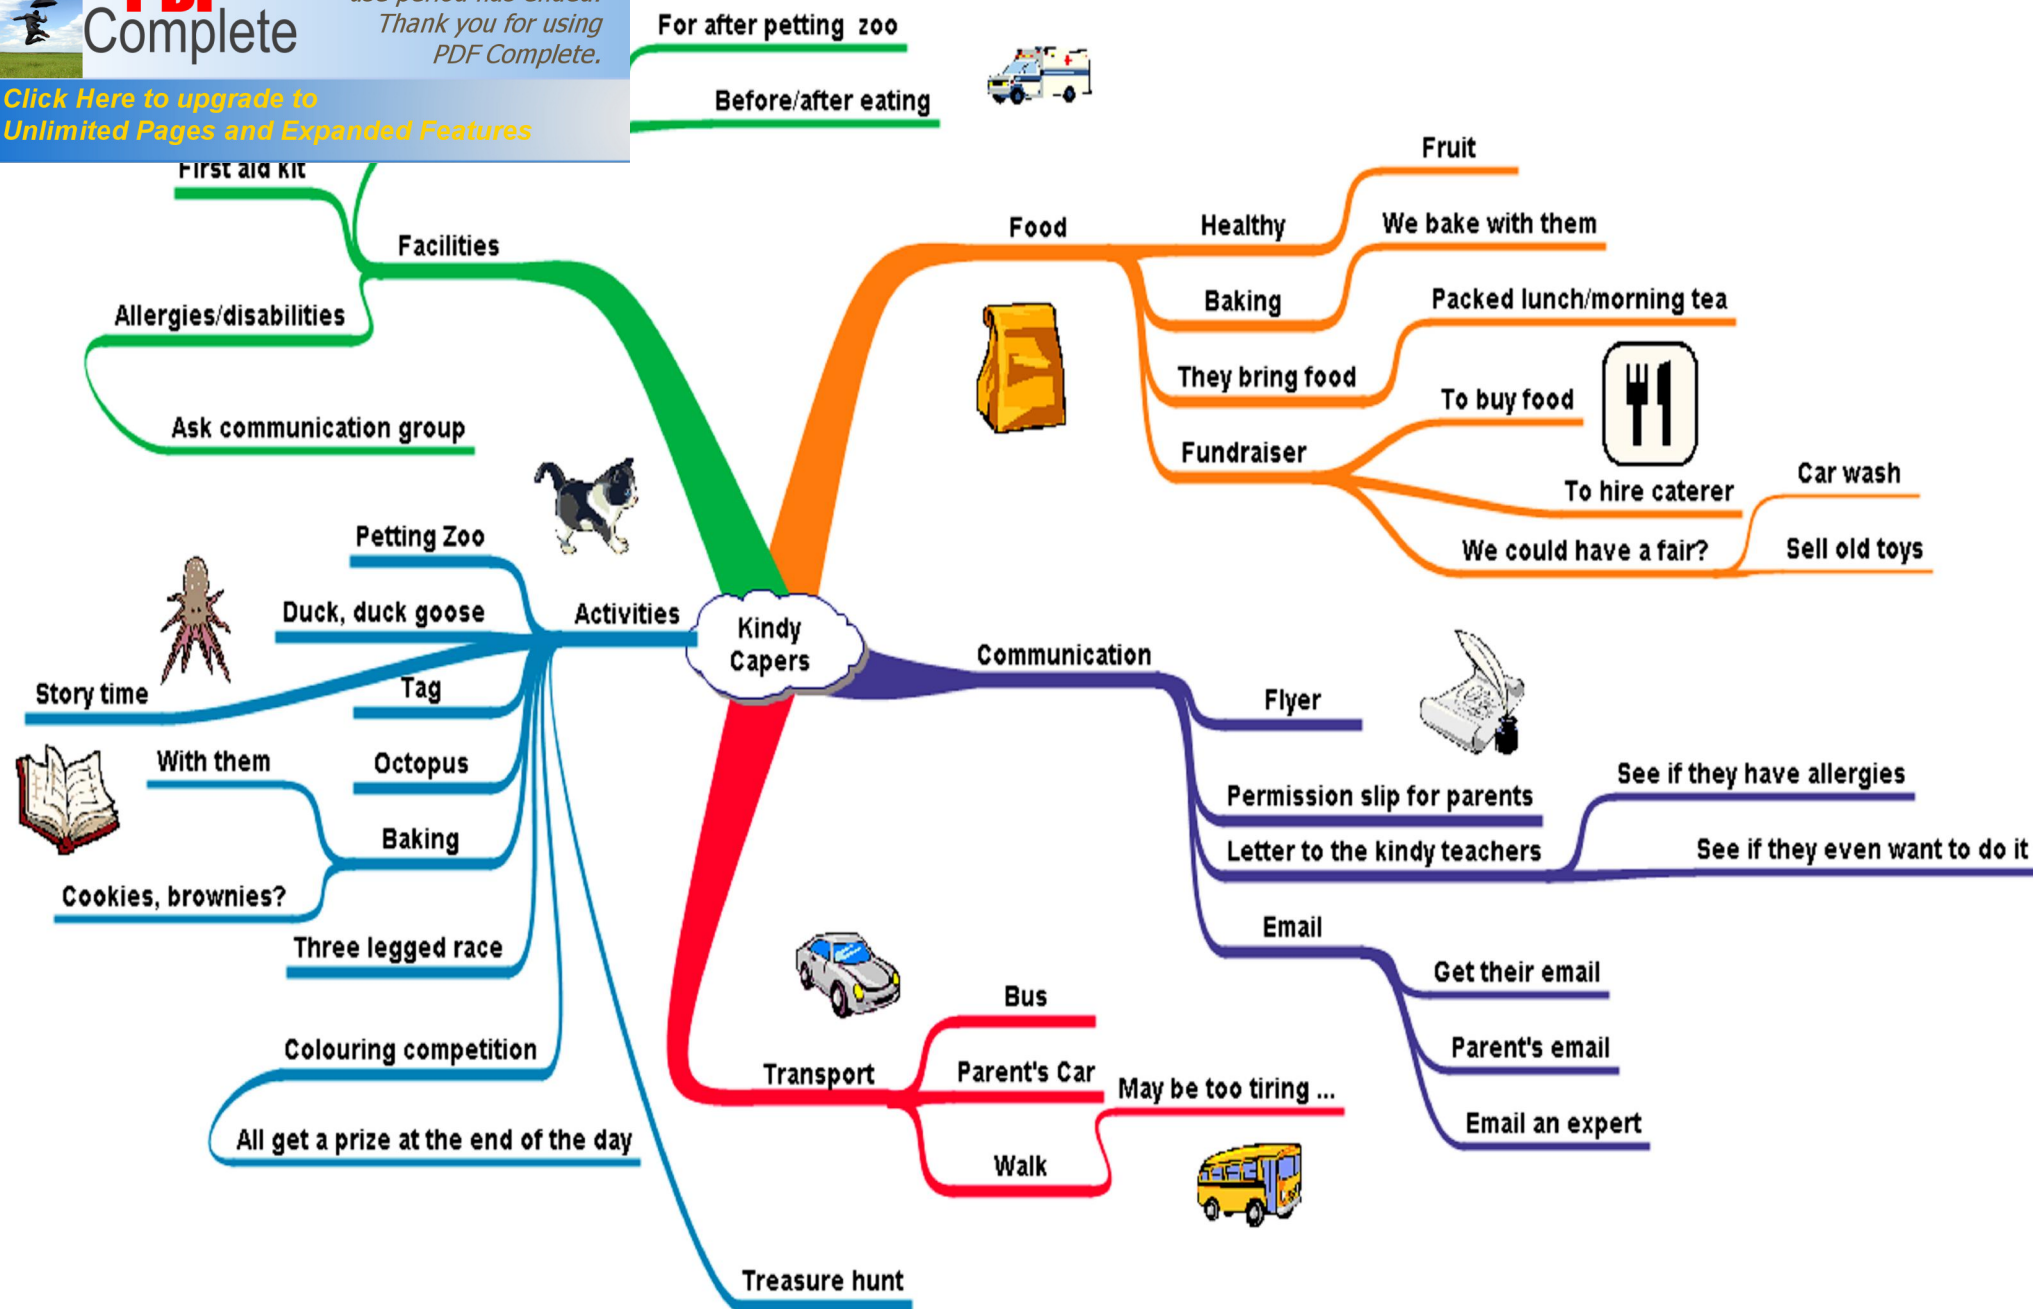 Complete
Thank you for using
PDF Complete.
Click Here to upgrade to
Unlimited Pages and Expanded Features
For after petting zoo
Before/after eating
First aid kit
Facilities
Allergies/disabilities
Ask communication group
Food
Healthy
Fruit
We bake with them
Baking
Packed lunch/morning tea
They bring food
To buy food
Fundraiser
To hire caterer
Car wash
We could have a fair?
Sell old toys
Kindy
Capers
Activities
Petting Zoo
Duck, duck goose
Story time
Tag
Octopus
With them
Baking
Cookies, brownies?
Three legged race
Colouring competition
All get a prize at the end of the day
Treasure hunt
Communication
Flyer
Permission slip for parents
Letter to the kindy teachers
See if they have allergies
See if they even want to do it
Email
Get their email
Parent's email
Email an expert
Transport
Bus
Parent's Car
Walk
May be too tiring ...